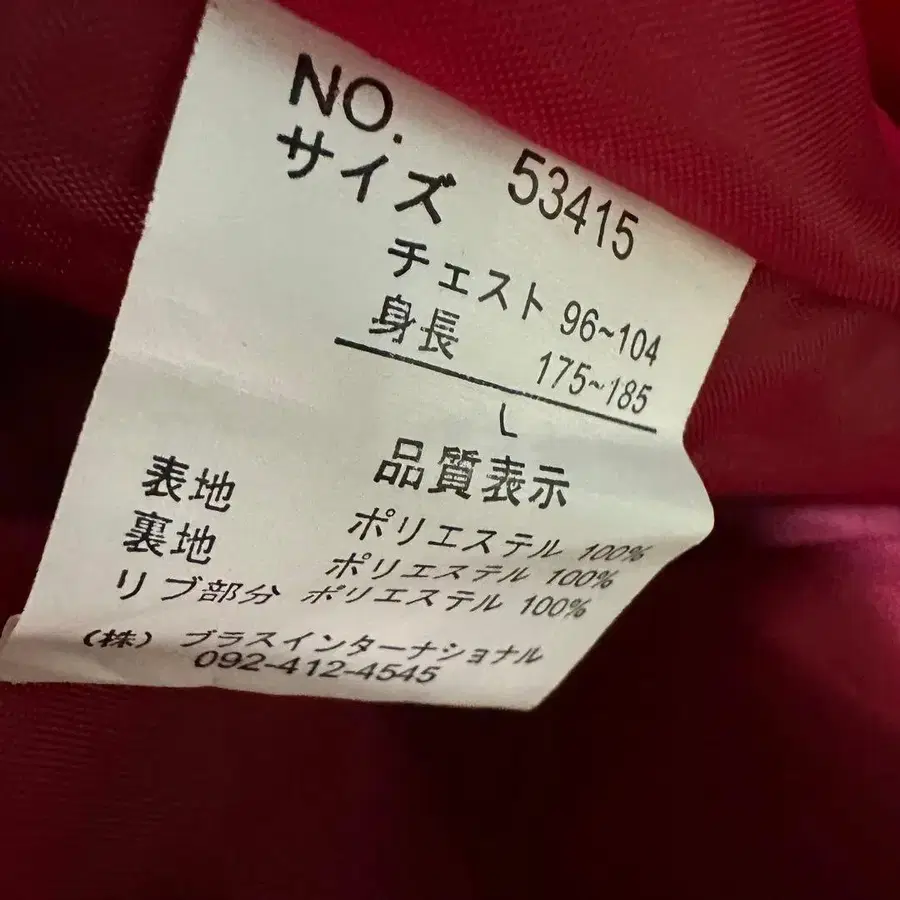 NO. 53415
サイズ
チェスト 96~104
身長 175~185
L
品質表示
表地 ポリエステル 100%
裏地 ポリエステル 100%
リブ部分 ポリエステル 100%
(株) ブラスインターナショナル
092-412-4545